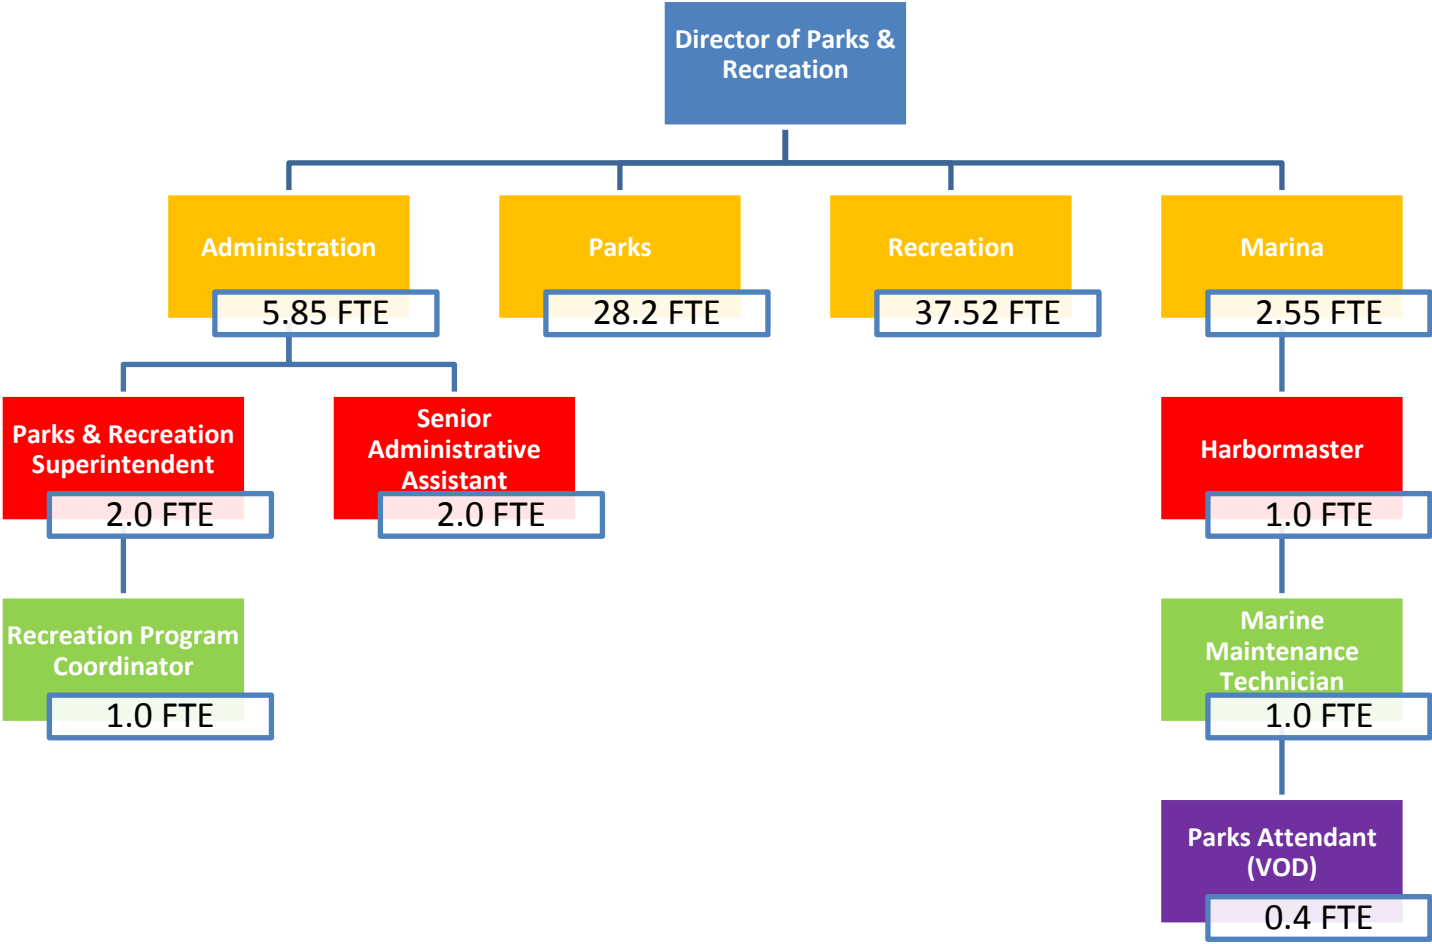 Director of Parks &
Recreation
Administration
5.85 FTE
Parks
28.2 FTE
Recreation
37.52 FTE
Marina
2.55 FTE
Parks & Recreation
Superintendent
2.0 FTE
Senior
Administrative
Assistant
2.0 FTE
Harbormaster
1.0 FTE
Recreation Program
Coordinator
1.0 FTE
Marine
Maintenance
Technician
1.0 FTE
Parks Attendant
(VOD)
0.4 FTE